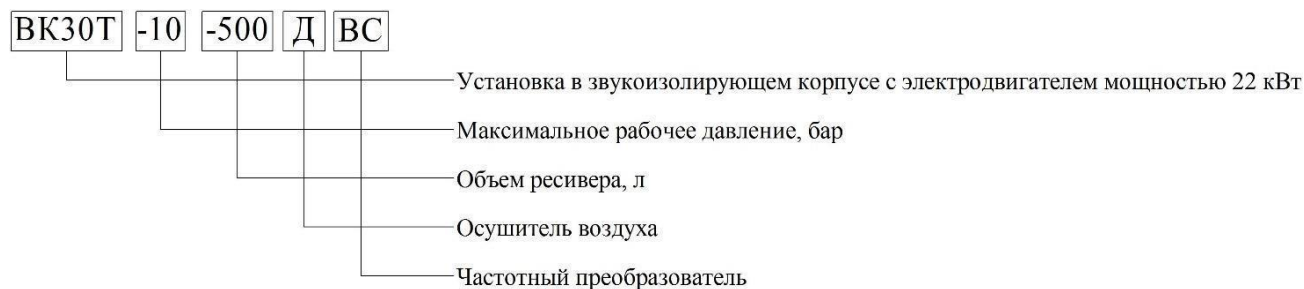 ВК30Т -10 -500 Д ВС
Установка в звукоизолирующем корпусе с электродвигателем мощностью 22 кВт
Максимальное рабочее давление, бар
Объем ресивера, л
Осушитель воздуха
Частотный преобразователь